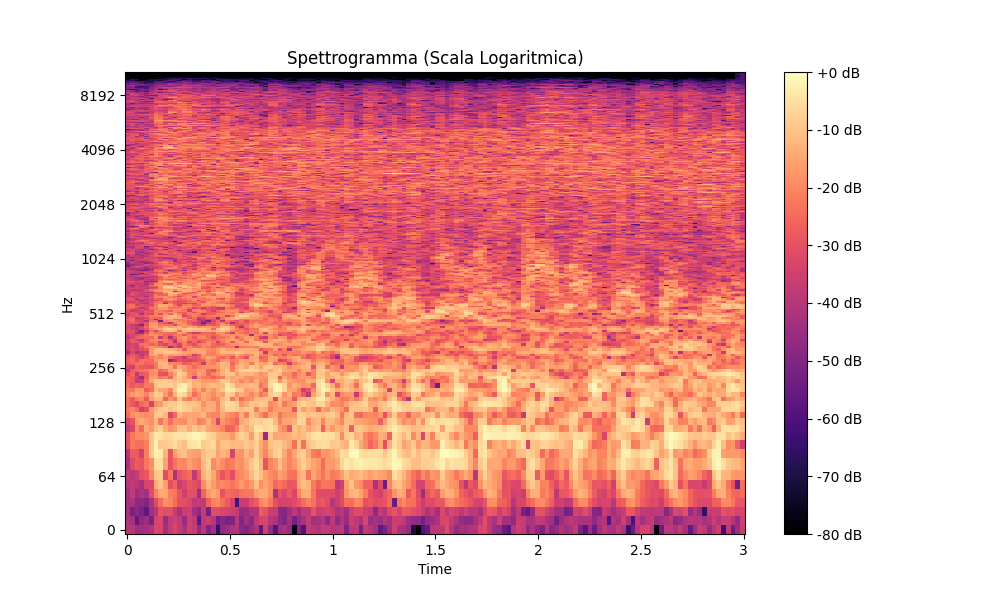 Spettrogramma (Scala Logaritmica)
8192
4096
2048
1024
512
256
128
64
0
Hz
0 0.5 1 1.5 2 2.5 3
Time
+0 dB
-10 dB
-20 dB
-30 dB
-40 dB
-50 dB
-60 dB
-70 dB
-80 dB